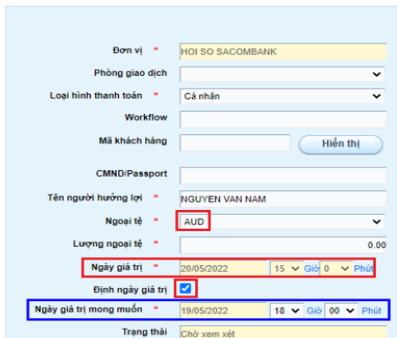 Đơn vị * HOI SO SACOMBANK
Phòng giao dịch
Loại hình thanh toán * Cá nhân
Workflow
Mã khách hàng Hiển thị
CMND/Passport
Tên người hưởng lợi * NGUYEN VAN NAM
Ngoại tệ * AUD
Lượng ngoại tệ * 0.00
Ngày giá trị * 20/05/2022 15 Giờ 0 Phút
Định ngày giá trị
Ngày giá trị mong muốn * 19/05/2022 18 Giờ 00 Phút
Trạng thái Chờ xem xét